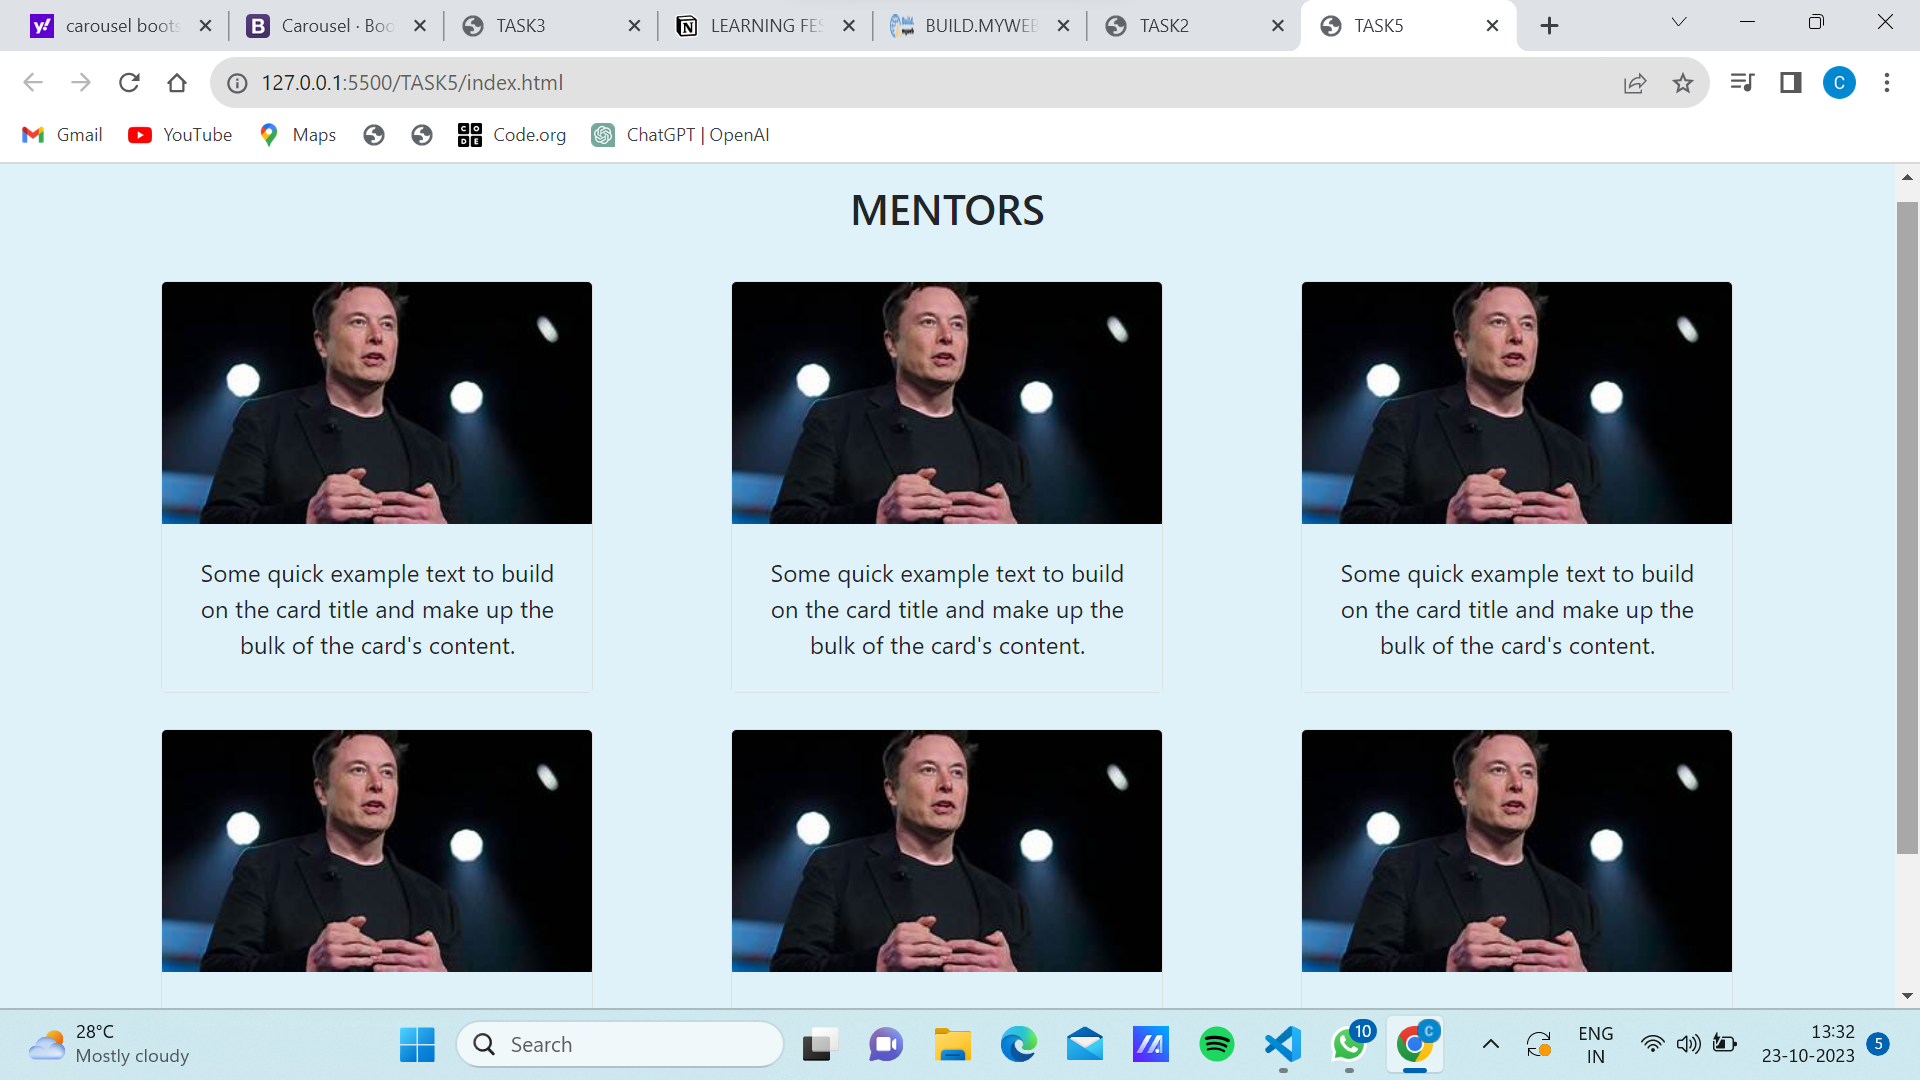 carousel boots
Carousel · Boo
TASK3
LEARNING FES
BUILD.MYWEB
TASK2
TASK5
127.0.0.1:5500/TASK5/index.html
C
Gmail
YouTube
Maps
CODE
Code.org
ChatGPT | OpenAI
MENTORS
Some quick example text to build
on the card title and make up the
bulk of the card's content.
Some quick example text to build
on the card title and make up the
bulk of the card's content.
Some quick example text to build
on the card title and make up the
bulk of the card's content.
28°C
Mostly cloudy
Search
10
C
ENG
IN
13:32
23-10-2023
5